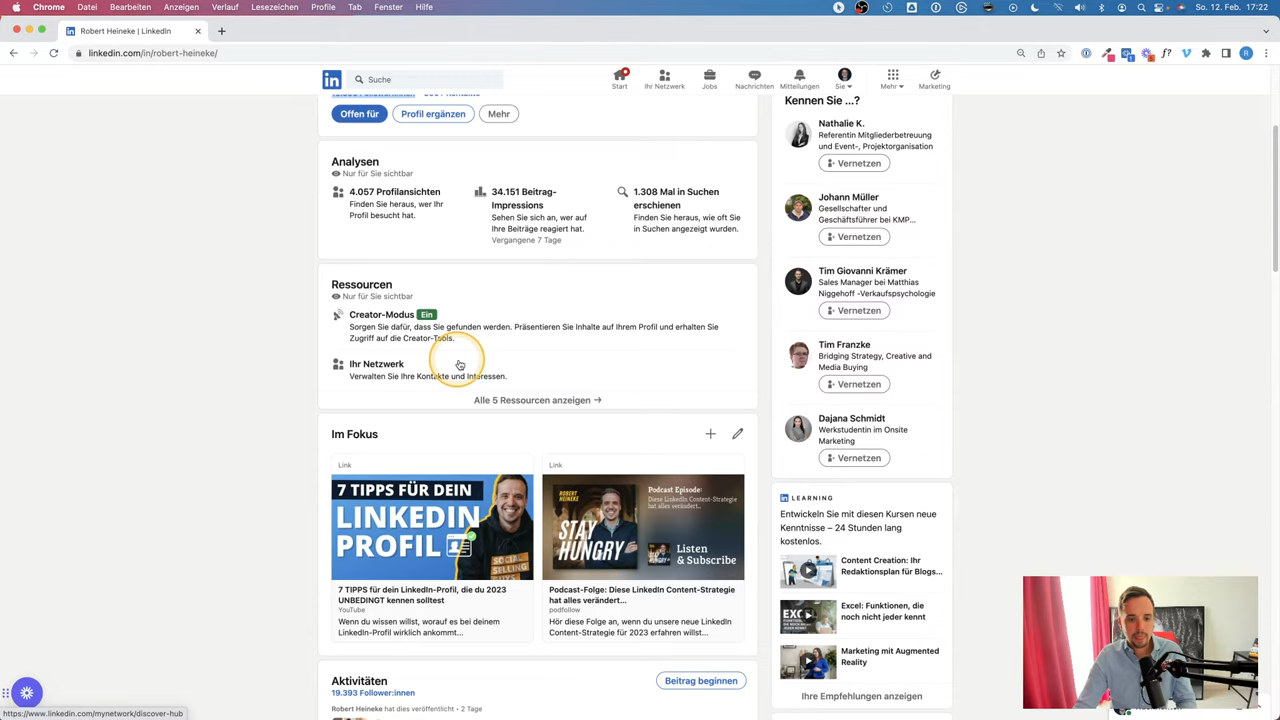 Chrome Datei Bearbeiten Anzeigen Verlauf Lesezeichen Profile Tab Fenster Hilfe
So. 12. Feb. 17:22
Robert Heineke | LinkedIn
linkedin.com/in/robert-heineke/
Suche
Start Ihr Netzwerk Jobs Nachrichten Mitteilungen Sie Mehr Marketing
Offen für Profil ergänzen Mehr
Analysen
Nur für Sie sichtbar
4.057 Profilansichten
Finden Sie heraus, wer Ihr
Profil besucht hat.
34.151 Beitrag-
Impressions
Sehen Sie sich an, wer auf
Ihre Beiträge reagiert hat.
Vergangene 7 Tage
1.308 Mal in Suchen
erschienen
Finden Sie heraus, wie oft Sie
in Suchen angezeigt wurden.
Ressourcen
Nur für Sie sichtbar
Creator-Modus Ein
Sorgen Sie dafür, dass Sie gefunden werden. Präsentieren Sie Inhalte auf Ihrem Profil und erhalten Sie
Zugriff auf die Creator-Tools.
Ihr Netzwerk
Verwalten Sie Ihre Kontakte und Interessen.
Alle 5 Ressourcen anzeigen →
Im Fokus
Link
7 TIPPS FÜR DEIN
LINKEDIN
PROFIL
SOCIAL
SELLING
7 TIPPS für dein LinkedIn-Profil, die du 2023
UNBEDINGT kennen solltest
YouTube
Wenn du wissen willst, worauf es bei deinem
LinkedIn-Profil wirklich ankommt...
Link
ROBERT
HEINEKE
STAY
HUNGRY
Podcast Episode:
Diese LinkedIn Content-Strategie
hat alles verändert...
Listen
& Subscribe
Podcast-Folge: Diese LinkedIn Content-Strategie
hat alles verändert...
podfollow
Hör diese Folge an, wenn du unsere neue LinkedIn
Content-Strategie für 2023 erfahren willst...
Aktivitäten
19.393 Follower:innen
Beitrag beginnen
Robert Heineke hat dies veröffentlicht • 2 Tage
Kennen Sie ...?
Nathalie K.
Referentin Mitgliederbetreuung
und Event-, Projektorganisation
Vernetzen
Johann Müller
Gesellschafter und
Geschäftsführer bei KMP...
Vernetzen
Tim Giovanni Krämer
Sales Manager bei Matthias
Niggehoff -Verkaufspsychologie
Vernetzen
Tim Franzke
Bridging Strategy, Creative and
Media Buying
Vernetzen
Dajana Schmidt
Werkstudentin im Onsite
Marketing
Vernetzen
in LEARNING
Entwickeln Sie mit diesen Kursen neue
Kenntnisse – 24 Stunden lang
kostenlos.
Content Creation: Ihr
Redaktionsplan für Blogs...
Excel: Funktionen, die
noch nicht jeder kennt
Marketing mit Augmented
Reality
Ihre Empfehlungen anzeigen
https://www.linkedin.com/mynetwork/discover-hub